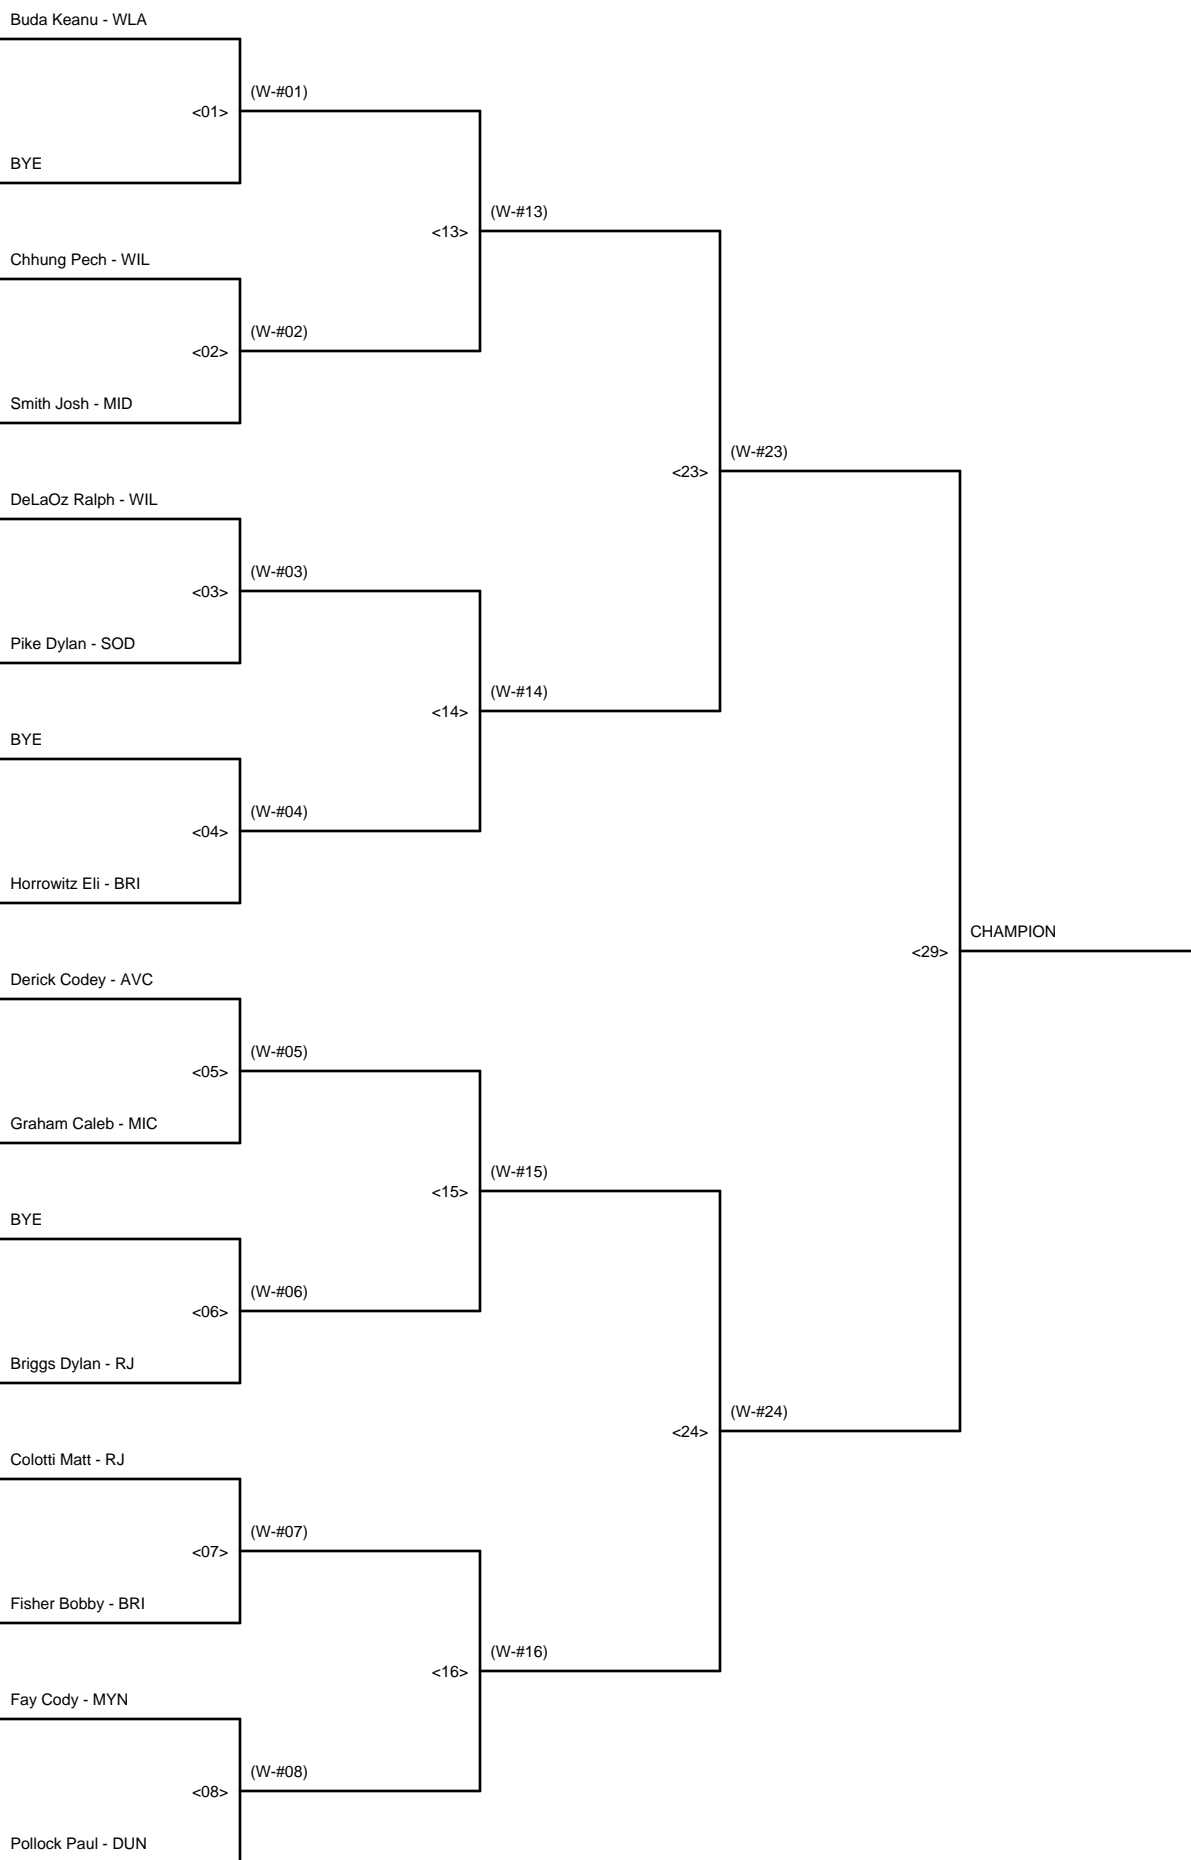 Buda Keanu - WLA
(W-#01)
<01>
BYE
(W-#13)
<13>
Chhung Pech - WIL
(W-#02)
<02>
Smith Josh - MID
(W-#23)
<23>
DeLaOz Ralph - WIL
(W-#03)
<03>
Pike Dylan - SOD
(W-#14)
<14>
BYE
(W-#04)
<04>
Horrowitz Eli - BRI
CHAMPION
<29>
Derick Codey - AVC
(W-#05)
<05>
Graham Caleb - MIC
(W-#15)
<15>
BYE
(W-#06)
<06>
Briggs Dylan - RJ
(W-#24)
<24>
Colotti Matt - RJ
(W-#07)
<07>
Fisher Bobby - BRI
(W-#16)
<16>
Fay Cody - MYN
(W-#08)
<08>
Pollock Paul - DUN